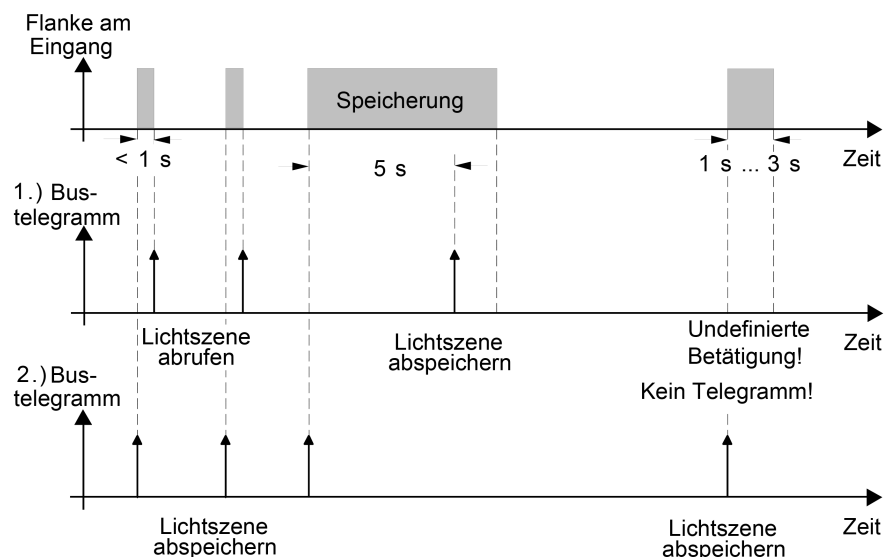 Flanke am
Eingang
Speicherung
< 1 s
5 s
1 s ... 3 s
Zeit
1.) Bus-
telegramm
Lichtszene
abrufen
Lichtszene
abspeichern
Undefinierte
Betätigung!
Kein Telegramm!
Zeit
2.) Bus-
telegramm
Lichtszene
abspeichern
Lichtszene
abspeichern
Zeit